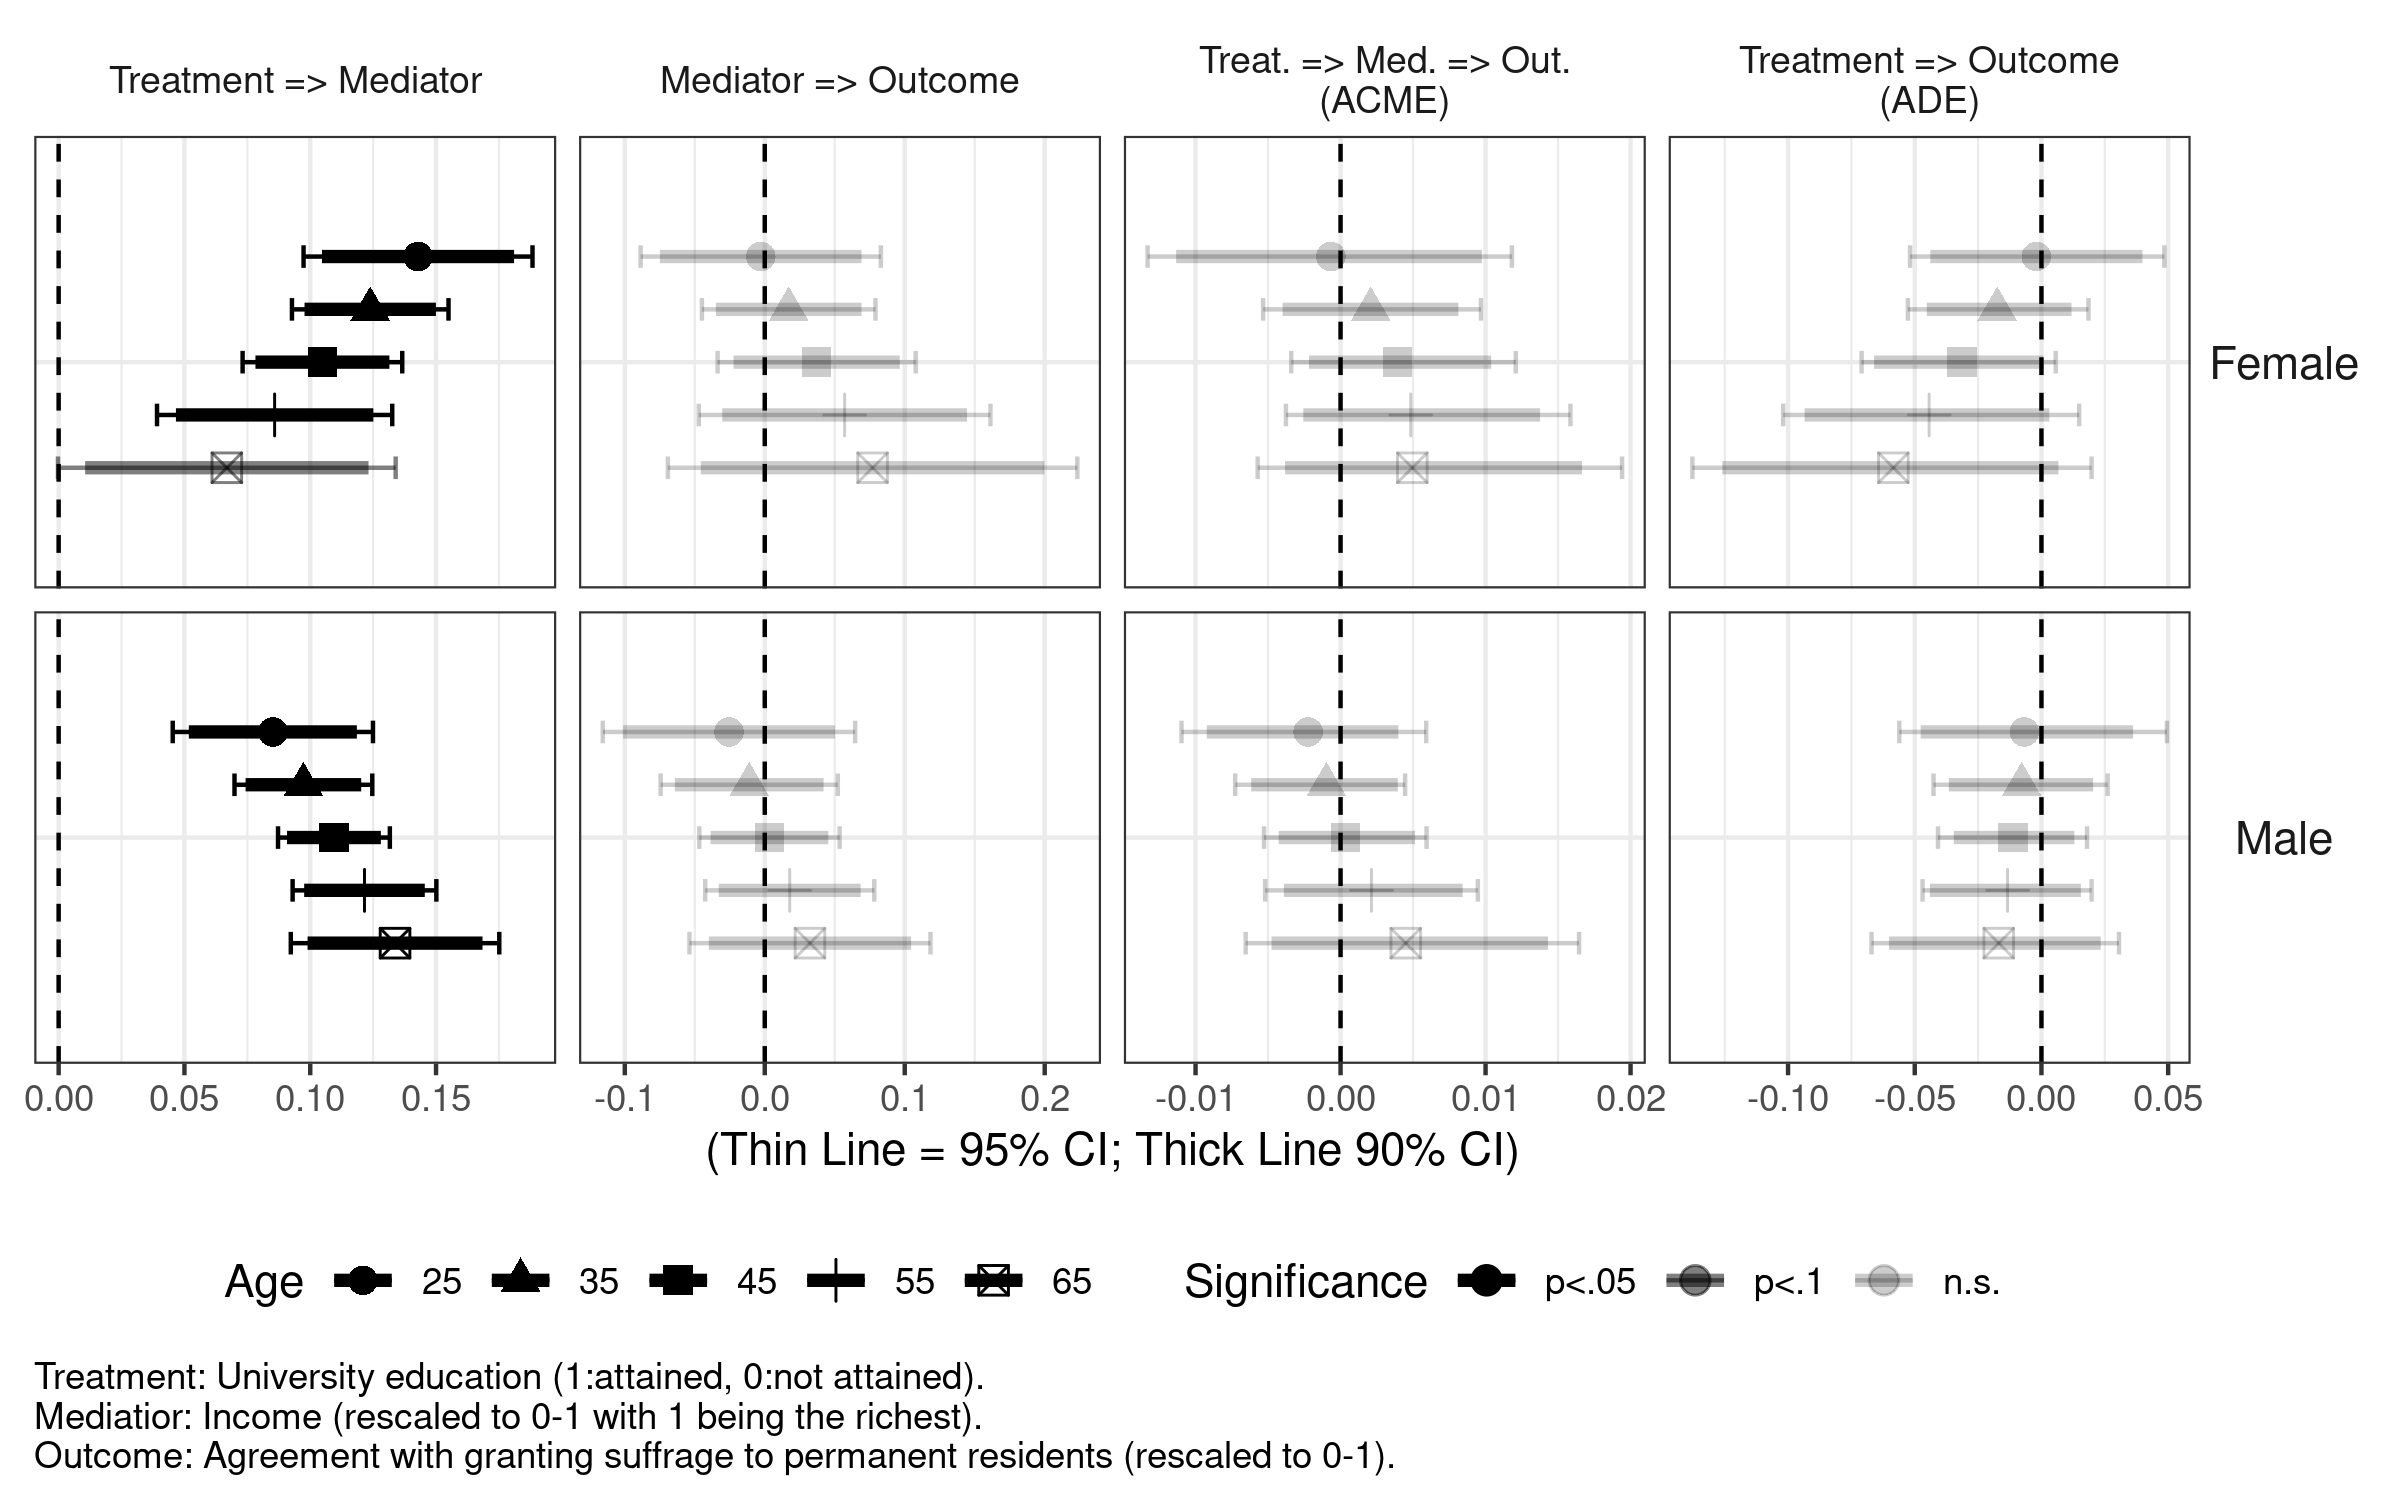 Treatment => Mediator
Mediator => Outcome
Treat. => Med. => Out.
(ACME)
Treatment => Outcome
(ADE)
Female
Male
0.00 0.05 0.10 0.15
-0.1 0.0 0.1 0.2
-0.01 0.00 0.01 0.02
-0.10 -0.05 0.00 0.05
(Thin Line = 95% CI; Thick Line 90% CI)
Age 25 35 45 55 65
Significance p<.05 p<.1 n.s.
Treatment: University education (1:attained, 0:not attained).
Mediatior: Income (rescaled to 0-1 with 1 being the richest).
Outcome: Agreement with granting suffrage to permanent residents (rescaled to 0-1).